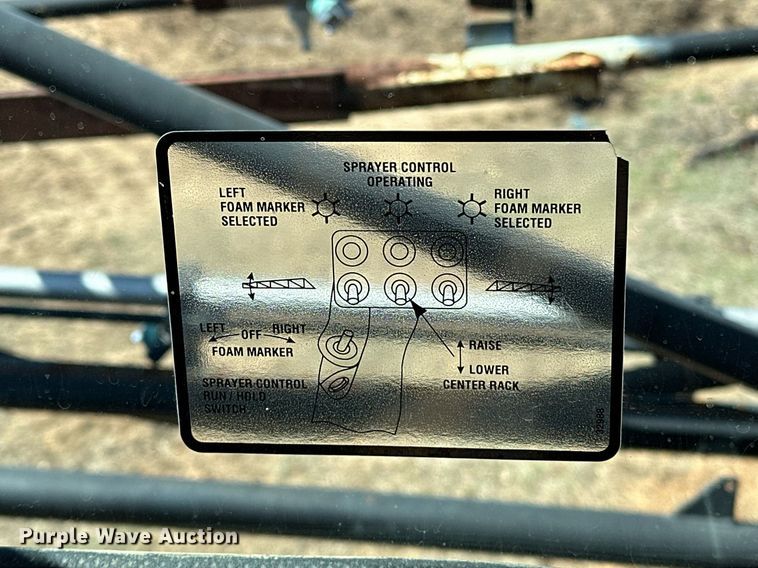 SPRAYER CONTROL
OPERATING
LEFT
FOAM MARKER
SELECTED
RIGHT
FOAM MARKER
SELECTED
LEFT OFF RIGHT
FOAM MARKER
RAISE
LOWER
CENTER RACK
SPRAYER CONTROL
RUN / HOLD
SWITCH
Purple Wave Auction